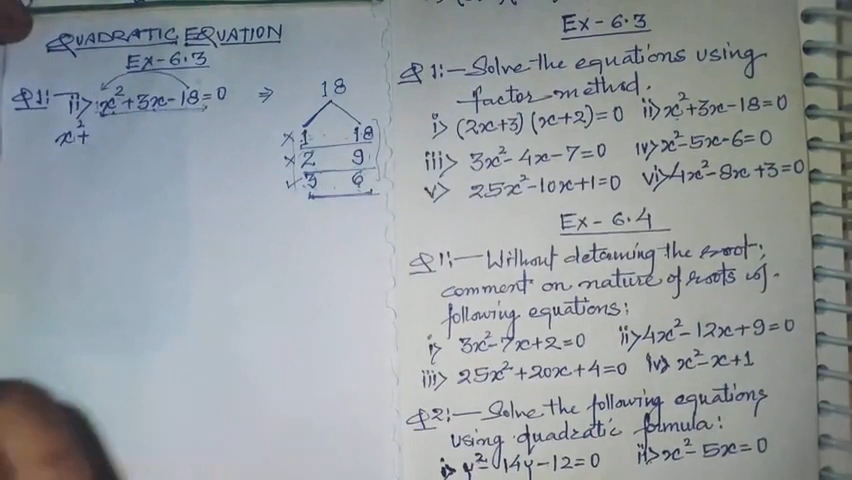 QUADRATIC EQUATION
Ex-6.3
Q1:- ii> x²+3x-18=0 ⇒
x²+
18
× 1 18
× 2 9
✓ 3 6
Ex-6.3
Q1:- Solve the equations using
factor method.
i> (2x+3)(x+2)=0 ii> x²+3x-18=0
iii> 3x²-4x-7=0 iv> x²-5x-6=0
v> 25x²-10x+1=0 vi> 4x²-8x+3=0
Ex-6.4
Q1:- Without detarming the root;
comment on nature of roots of
following equations:
i> 3x²-7x+2=0 ii> 4x²-12x+9=0
iii> 25x²+20x+4=0 iv> x²-x+1
Q2:- Solve the following equations
using quadratic formula:
i> y²-14y-12=0 ii> x²-5x=0